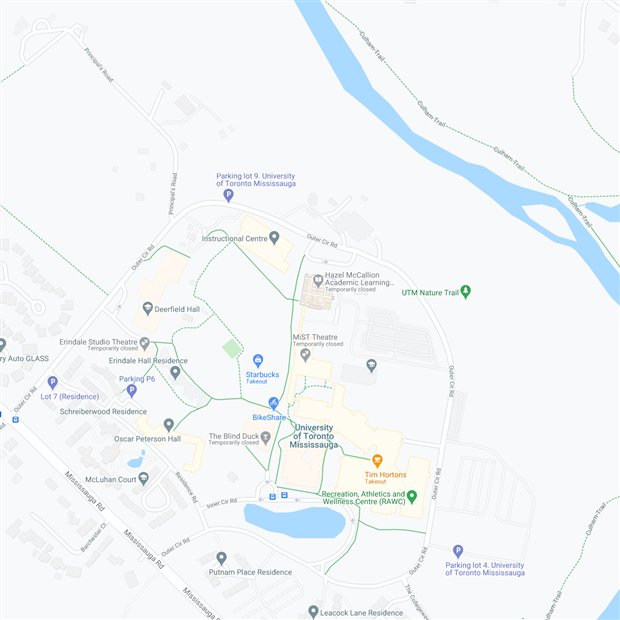 Culham-Trail
Principal's Road
Culham-Trail
Culham-Trail
Parking lot 9. University
of Toronto Mississauga
P
Principal's Road
Culham-Trail
Instructional Centre
Outer Cir Rd
Outer Cir Rd
Hazel McCallion
Academic Learning...
Temporarily closed
UTM Nature Trail
Deerfield Hall
Erindale Studio Theatre
Temporarily closed
MiST Theatre
Temporarily closed
ry Auto GLASS
Erindale Hall Residence
Starbucks
Takeout
Parking P6
P
Lot 7 (Residence)
P
Outer Cir Rd
Outer Cir Rd
Schreiberwood Residence
BikeShare
Oscar Peterson Hall
The Blind Duck
Temporarily closed
University
of Toronto
Mississauga
Tim Hortons
Takeout
McLuhan Court
Residence Rd
Mississauga Rd
Recreation, Athletics and
Wellness Centre (RAWC)
Outer Cir Rd
Inner Cir Rd
Barchester Ct
Culham-Trail
Mississauga Rd
Outer Cir Rd
Outer Cir Rd
P
Parking lot 4. University
of Toronto Mississauga
Putnam Place Residence
The Collegeway
Mississauga
Leacock Lane Residence